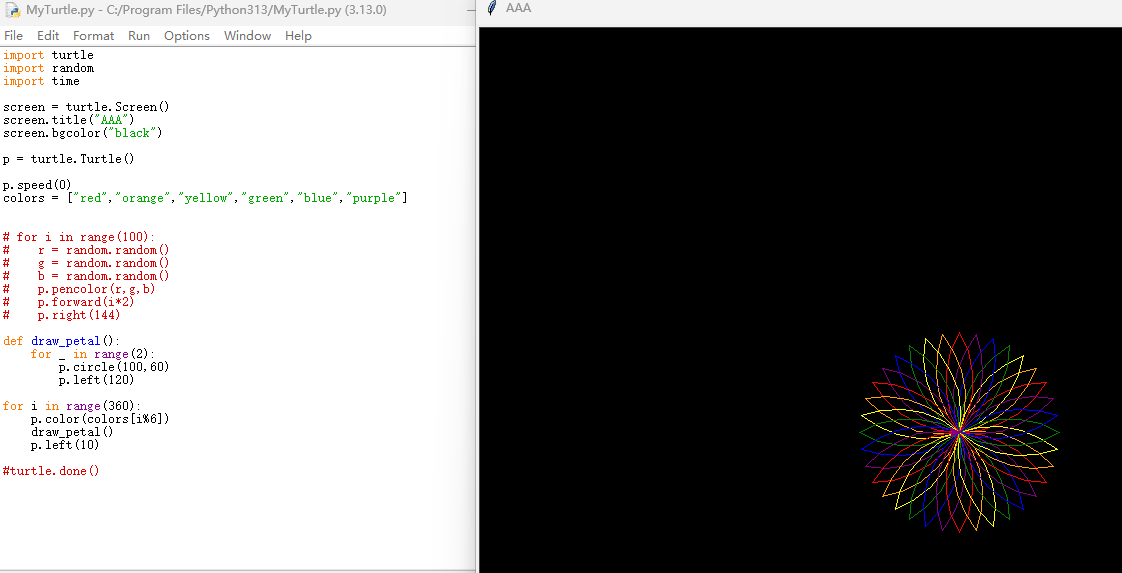 MyTurtle.py - C:/Program Files/Python313/MyTurtle.py (3.13.0)
File Edit Format Run Options Window Help
import turtle
import random
import time
screen = turtle.Screen()
screen.title("AAA")
screen.bgcolor("black")
p = turtle.Turtle()
p.speed(0)
colors = ["red","orange","yellow","green","blue","purple"]
# for i in range(100):
#    r = random.random()
#    g = random.random()
#    b = random.random()
#    p.pencolor(r,g,b)
#    p.forward(i*2)
#    p.right(144)
def draw_petal():
    for _ in range(2):
        p.circle(100,60)
        p.left(120)
for i in range(360):
    p.color(colors[i%6])
    draw_petal()
    p.left(10)
#turtle.done()
AAA